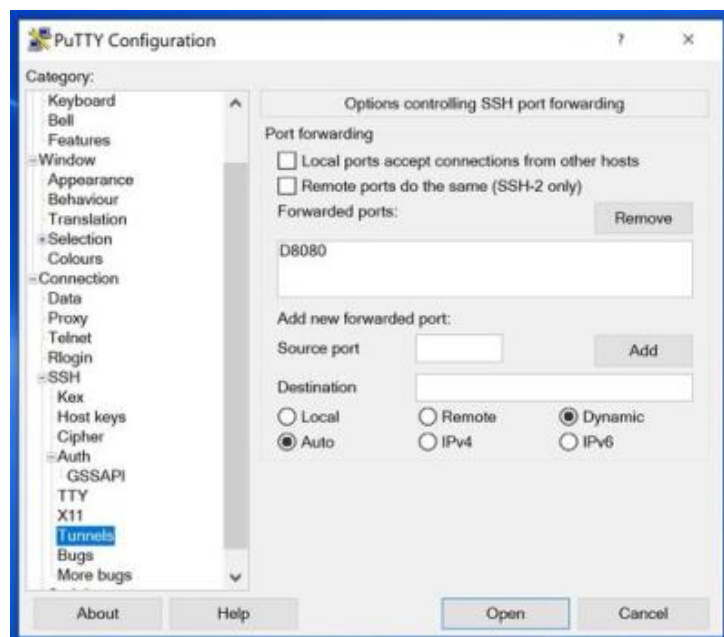 PuTTY Configuration
?
Category:
Keyboard
Bell
Features
Window
Appearance
Behaviour
Translation
Selection
Colours
Connection
Data
Proxy
Telnet
Rlogin
SSH
Kex
Host keys
Cipher
Auth
GSSAPI
TTY
X11
Tunnels
Bugs
More bugs
Options controlling SSH port forwarding
Port forwarding
Local ports accept connections from other hosts
Remote ports do the same (SSH-2 only)
Forwarded ports:
Remove
D8080
Add new forwarded port:
Source port
Add
Destination
Local Remote Dynamic
Auto IPv4 IPv6
About Help Open Cancel